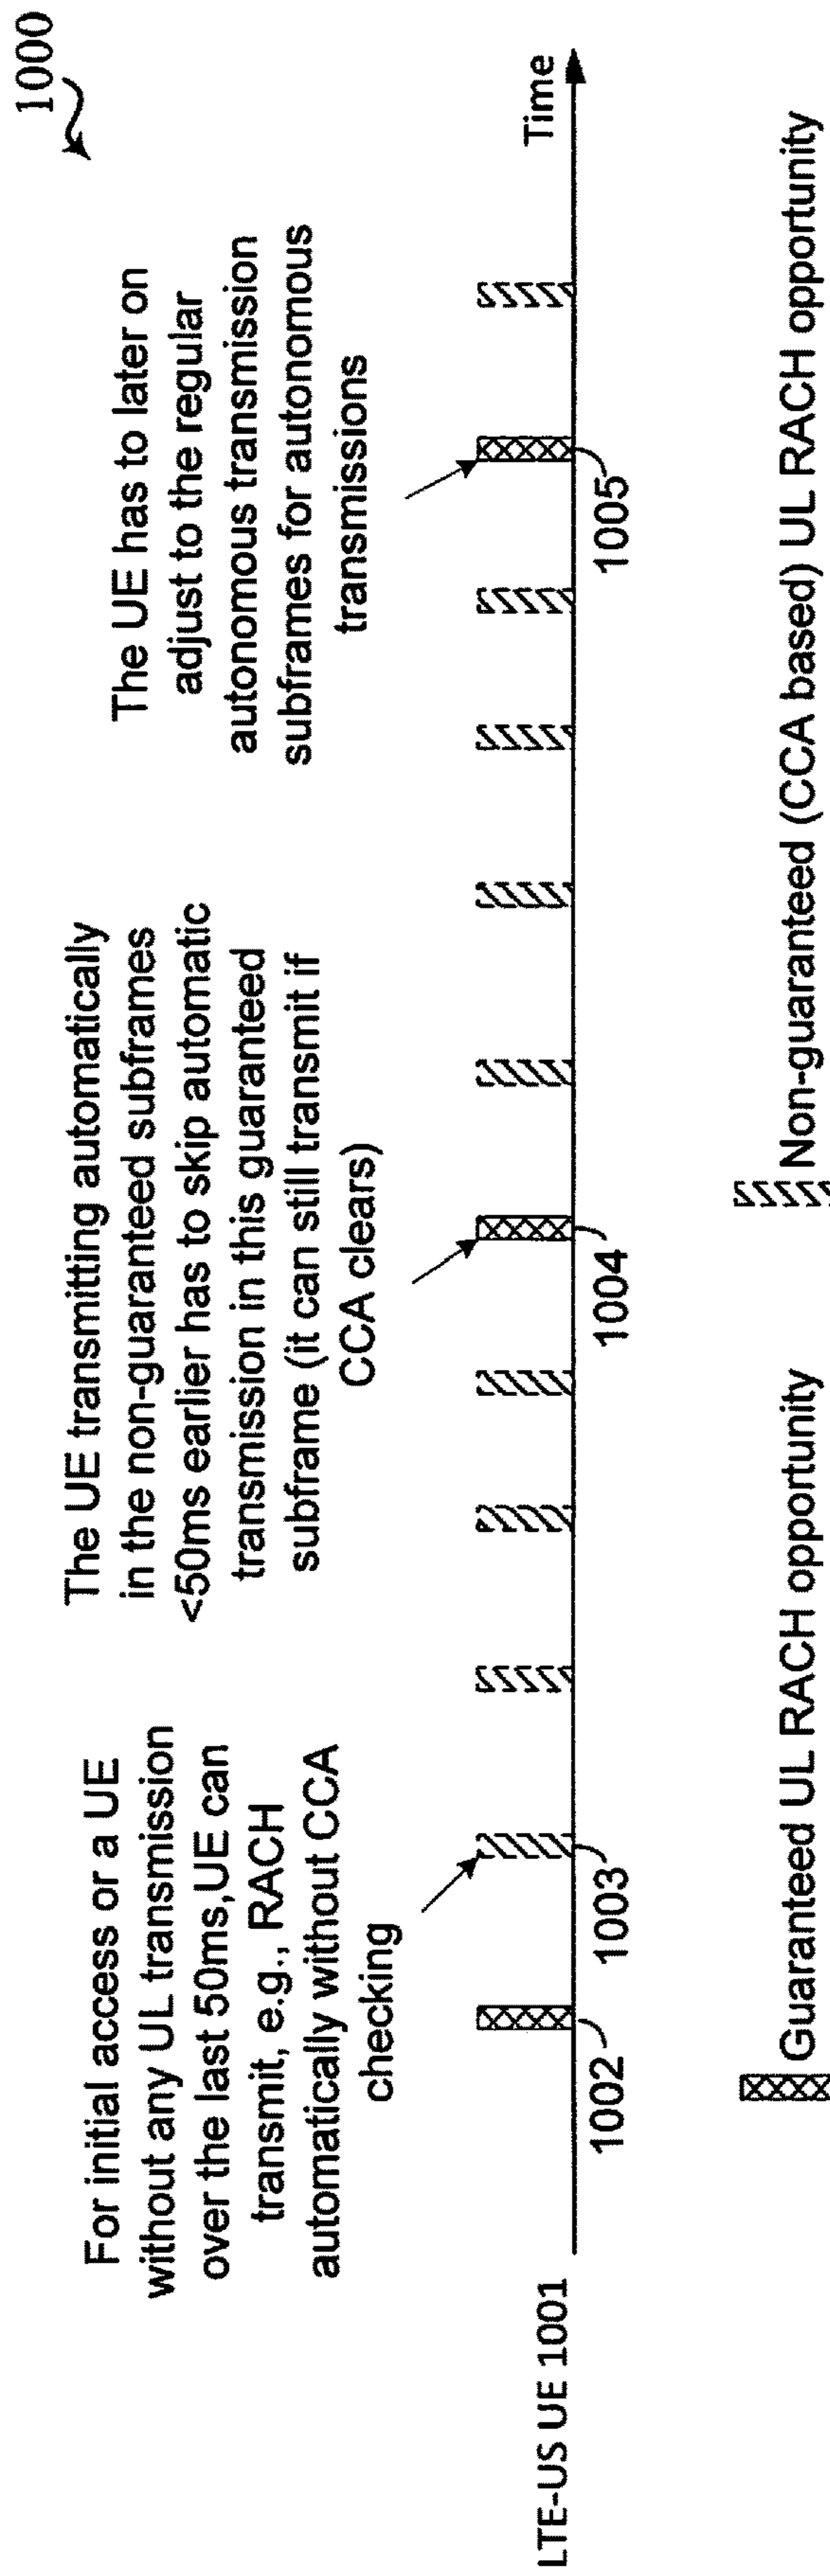 1000
For initial access or a UE
without any UL transmission
over the last 50ms,UE can
transmit, e.g., RACH
automatically without CCA
checking
The UE transmitting automatically
in the non-guaranteed subframes
<50ms earlier has to skip automatic
transmission in this guaranteed
subframe (it can still transmit if
CCA clears)
The UE has to later on
adjust to the regular
autonomous transmission
subframes for autonomous
transmissions
LTE-US UE 1001
Time
1002
1003
1004
1005
Guaranteed UL RACH opportunity
Non-guaranteed (CCA based) UL RACH opportunity